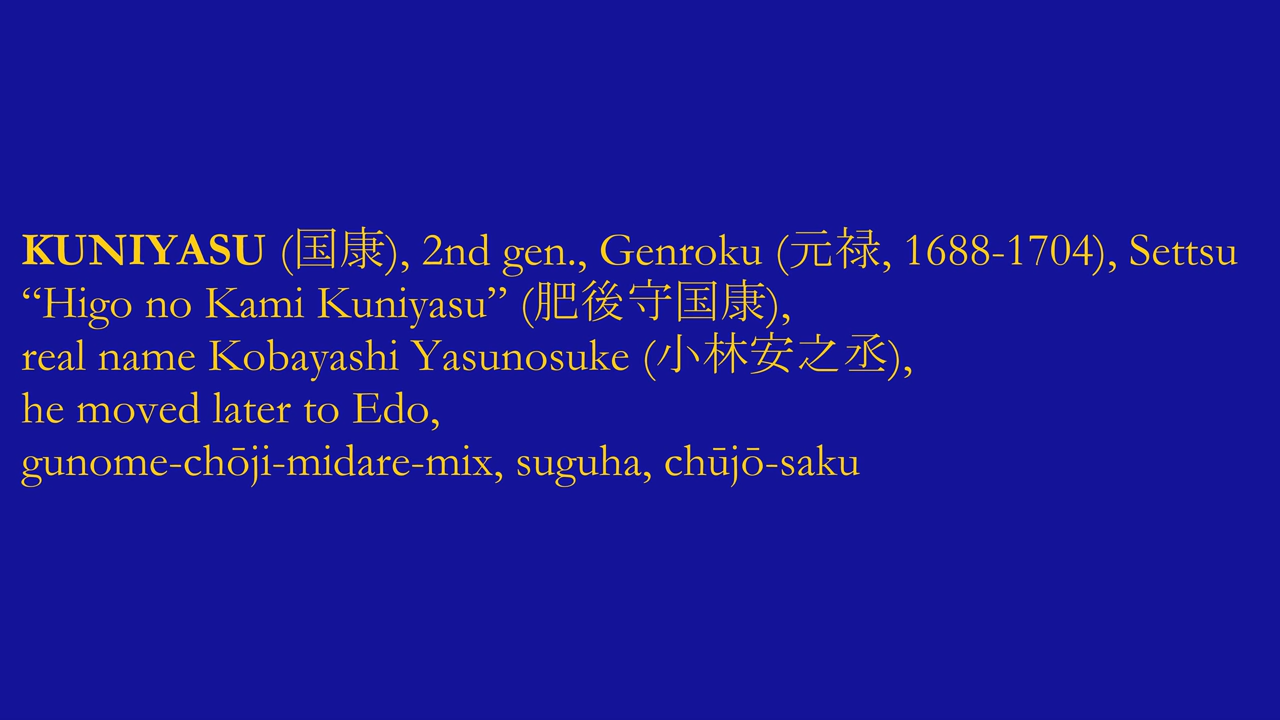 KUNIYASU (国康), 2nd gen., Genroku (元禄, 1688-1704), Settsu
“Higo no Kami Kuniyasu” (肥後守国康),
real name Kobayashi Yasunosuke (小林安之丞),
he moved later to Edo,
gunome-chōji-midare-mix, suguha, chūjō-saku